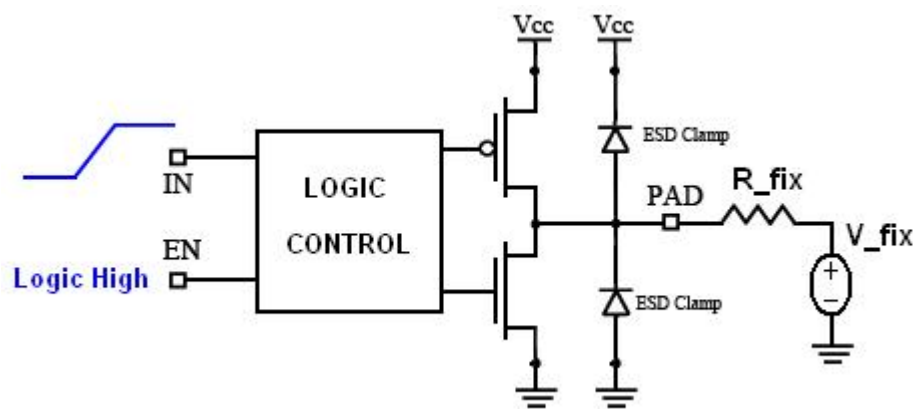 Vcc
Vcc
ESD Clamp
IN
LOGIC
CONTROL
PAD
R_fix
V_fix
EN
Logic High
ESD Clamp
+
−